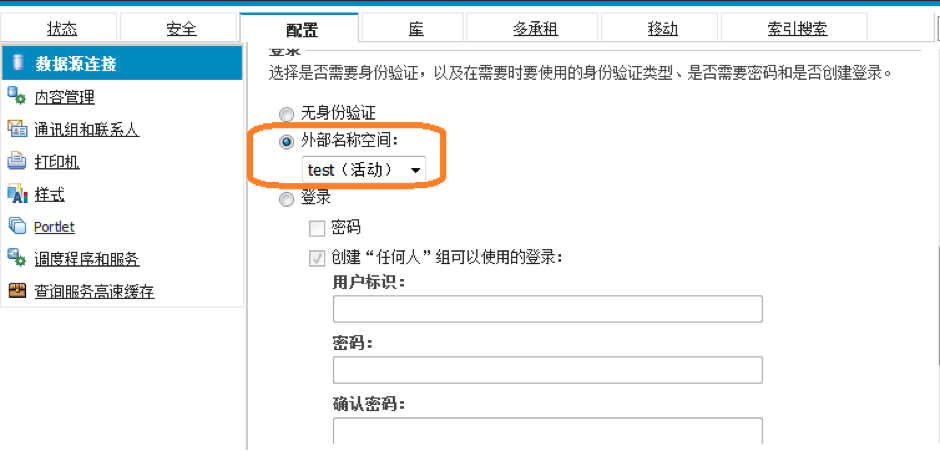 状态 安全 配置 库 多承租 移动 索引搜索
数据源连接
内容管理
通讯组和联系人
打印机
样式
Portlet
调度程序和服务
查询服务高速缓存
登录
选择是否需要身份验证，以及在需要时要使用的身份验证类型、是否需要密码和是否创建登录。
无身份验证
外部名称空间：
test（活动）
登录
密码
创建“任何人”组可以使用的登录：
用户标识：
密码：
确认密码：